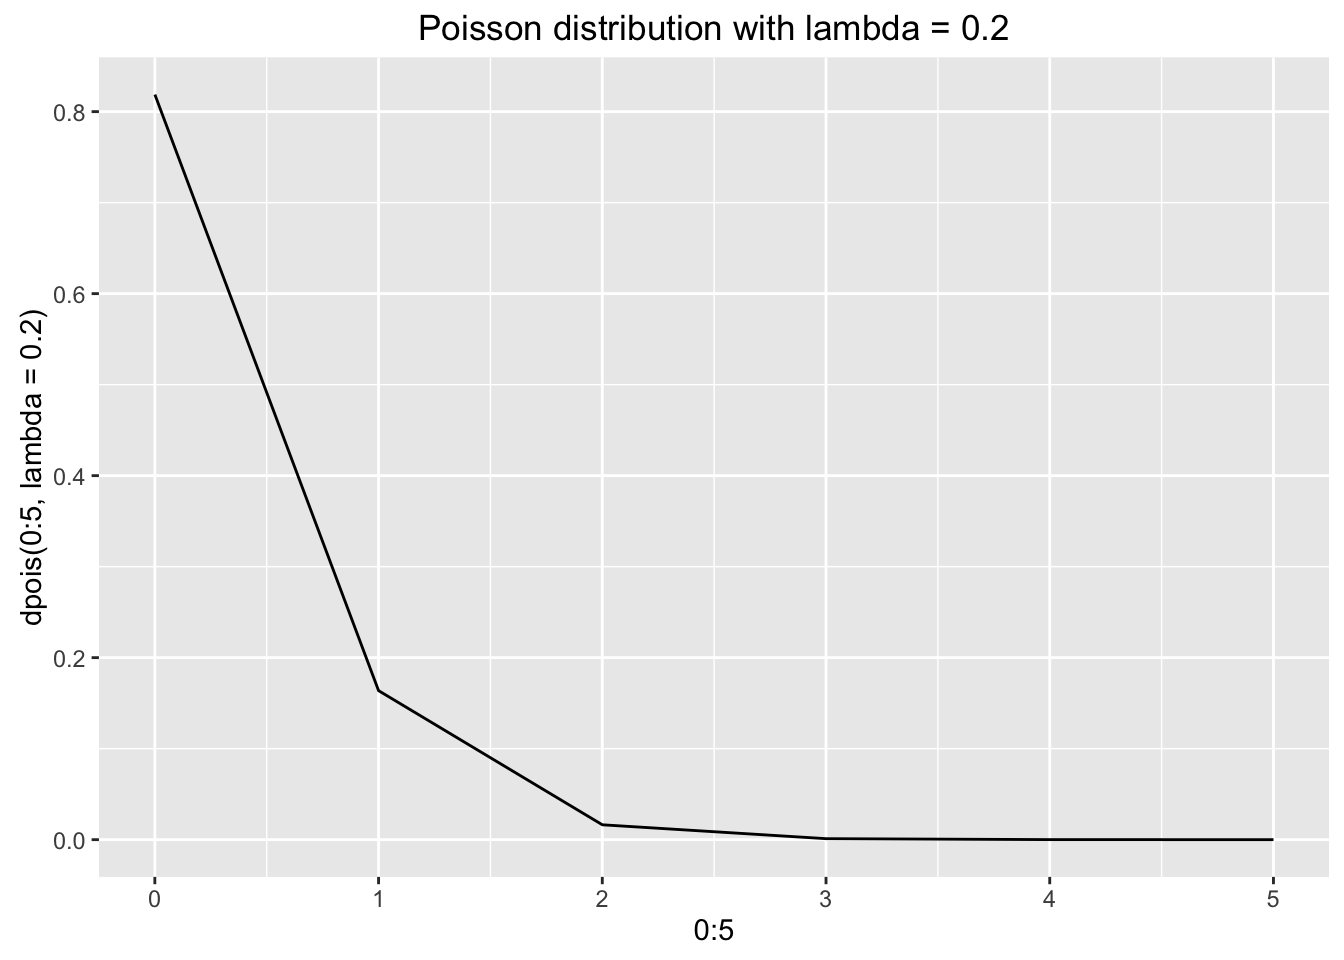 Poisson distribution with lambda = 0.2
dpois(0:5, lambda = 0.2)
0.8
0.6
0.4
0.2
0.0
0 1 2 3 4 5
0:5